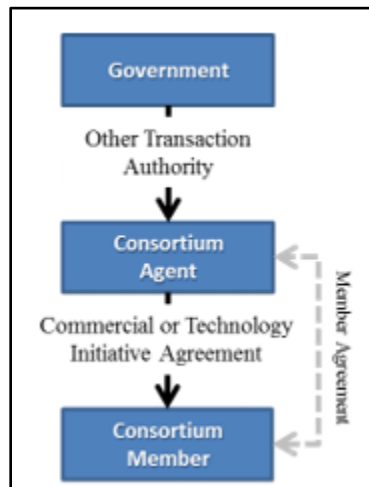 Government
Other Transaction
Authority
Consortium
Agent
Commercial or Technology
Initiative Agreement
Member Agreement
Consortium
Member